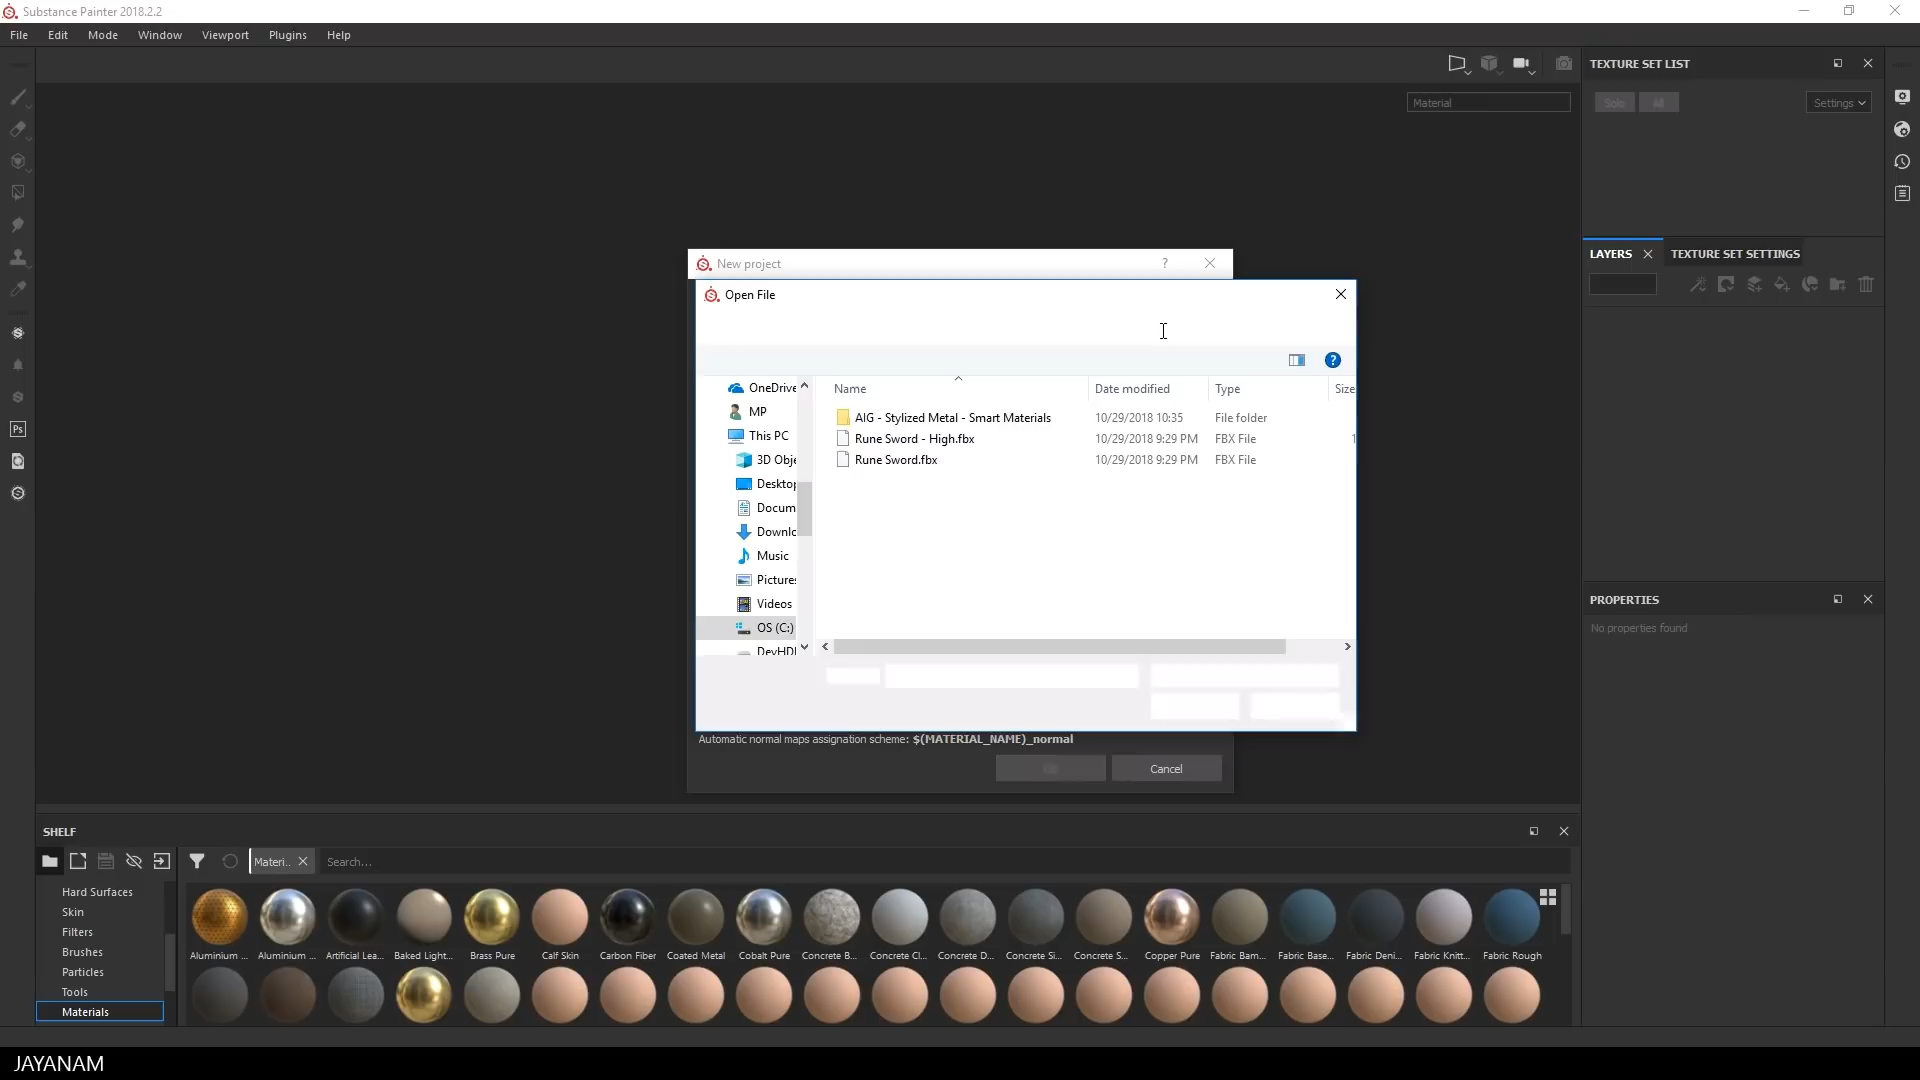 Substance Painter 2018.2.2
File Edit Mode Window Viewport Plugins Help
Material
TEXTURE SET LIST
Solo All Settings
LAYERS TEXTURE SET SETTINGS
PROPERTIES
No properties found
New project ?
Open File
?
Name Date modified Type Size
OneDrive
MP
This PC
3D Obje
Desktop
Docum
Downlo
Music
Pictures
Videos
OS (C:)
DevHDI
AIG - Stylized Metal - Smart Materials 10/29/2018 10:35 File folder
Rune Sword - High.fbx 10/29/2018 9:29 PM FBX File 1
Rune Sword.fbx 10/29/2018 9:29 PM FBX File
Automatic normal maps assignation scheme: $(MATERIAL_NAME)_normal
Cancel
Ps
SHELF
Materi.. Search...
Hard Surfaces
Skin
Filters
Brushes
Particles
Tools
Materials
Aluminium ... Aluminium ... Artificial Lea... Baked Light... Brass Pure Calf Skin Carbon Fiber Coated Metal Cobalt Pure Concrete B... Concrete Cl... Concrete D... Concrete Si... Concrete S... Copper Pure Fabric Bam... Fabric Base... Fabric Deni... Fabric Knitt... Fabric Rough
JAYANAM